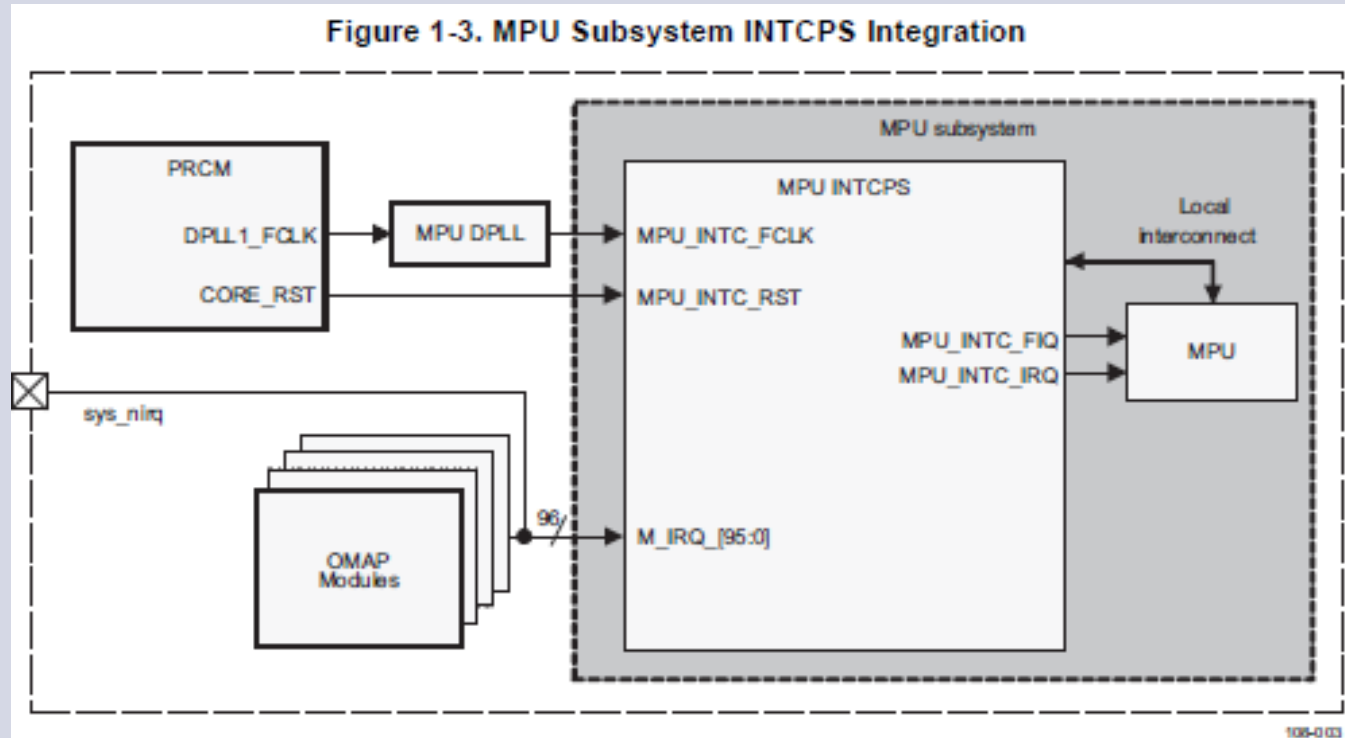 Figure 1-3. MPU Subsystem INTCPS Integration
MPU subsystem
PRCM
MPU INTCPS
Local
interconnect
DPLL1_FCLK
MPU DPLL
MPU_INTC_FCLK
CORE_RST
MPU_INTC_RST
MPU_INTC_FIQ
MPU_INTC_IRQ
MPU
sys_nirq
96
M_IRQ_[95:0]
OMAP
Modules
108-003